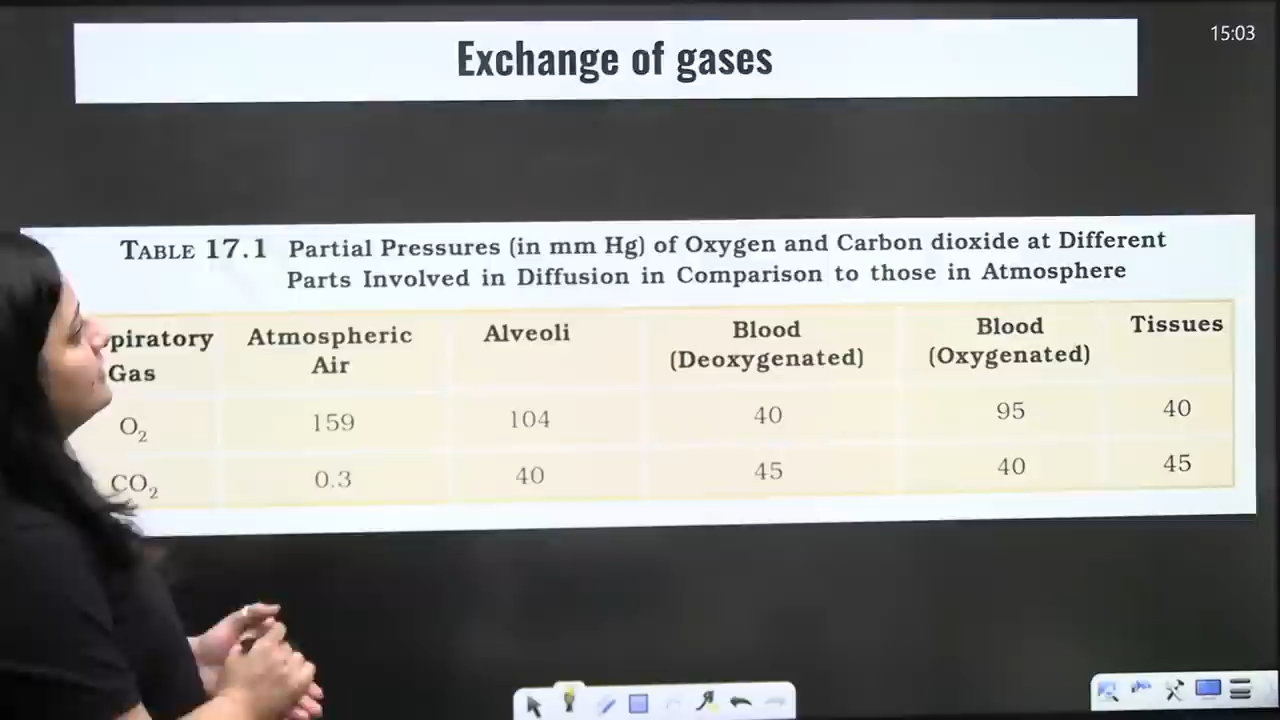 15:03
Exchange of gases
TABLE 17.1 Partial Pressures (in mm Hg) of Oxygen and Carbon dioxide at Different
Parts Involved in Diffusion in Comparison to those in Atmosphere
piratory Atmospheric Alveoli Blood Blood Tissues
Gas Air (Deoxygenated) (Oxygenated)
O₂ 159 104 40 95 40
CO₂ 0.3 40 45 40 45